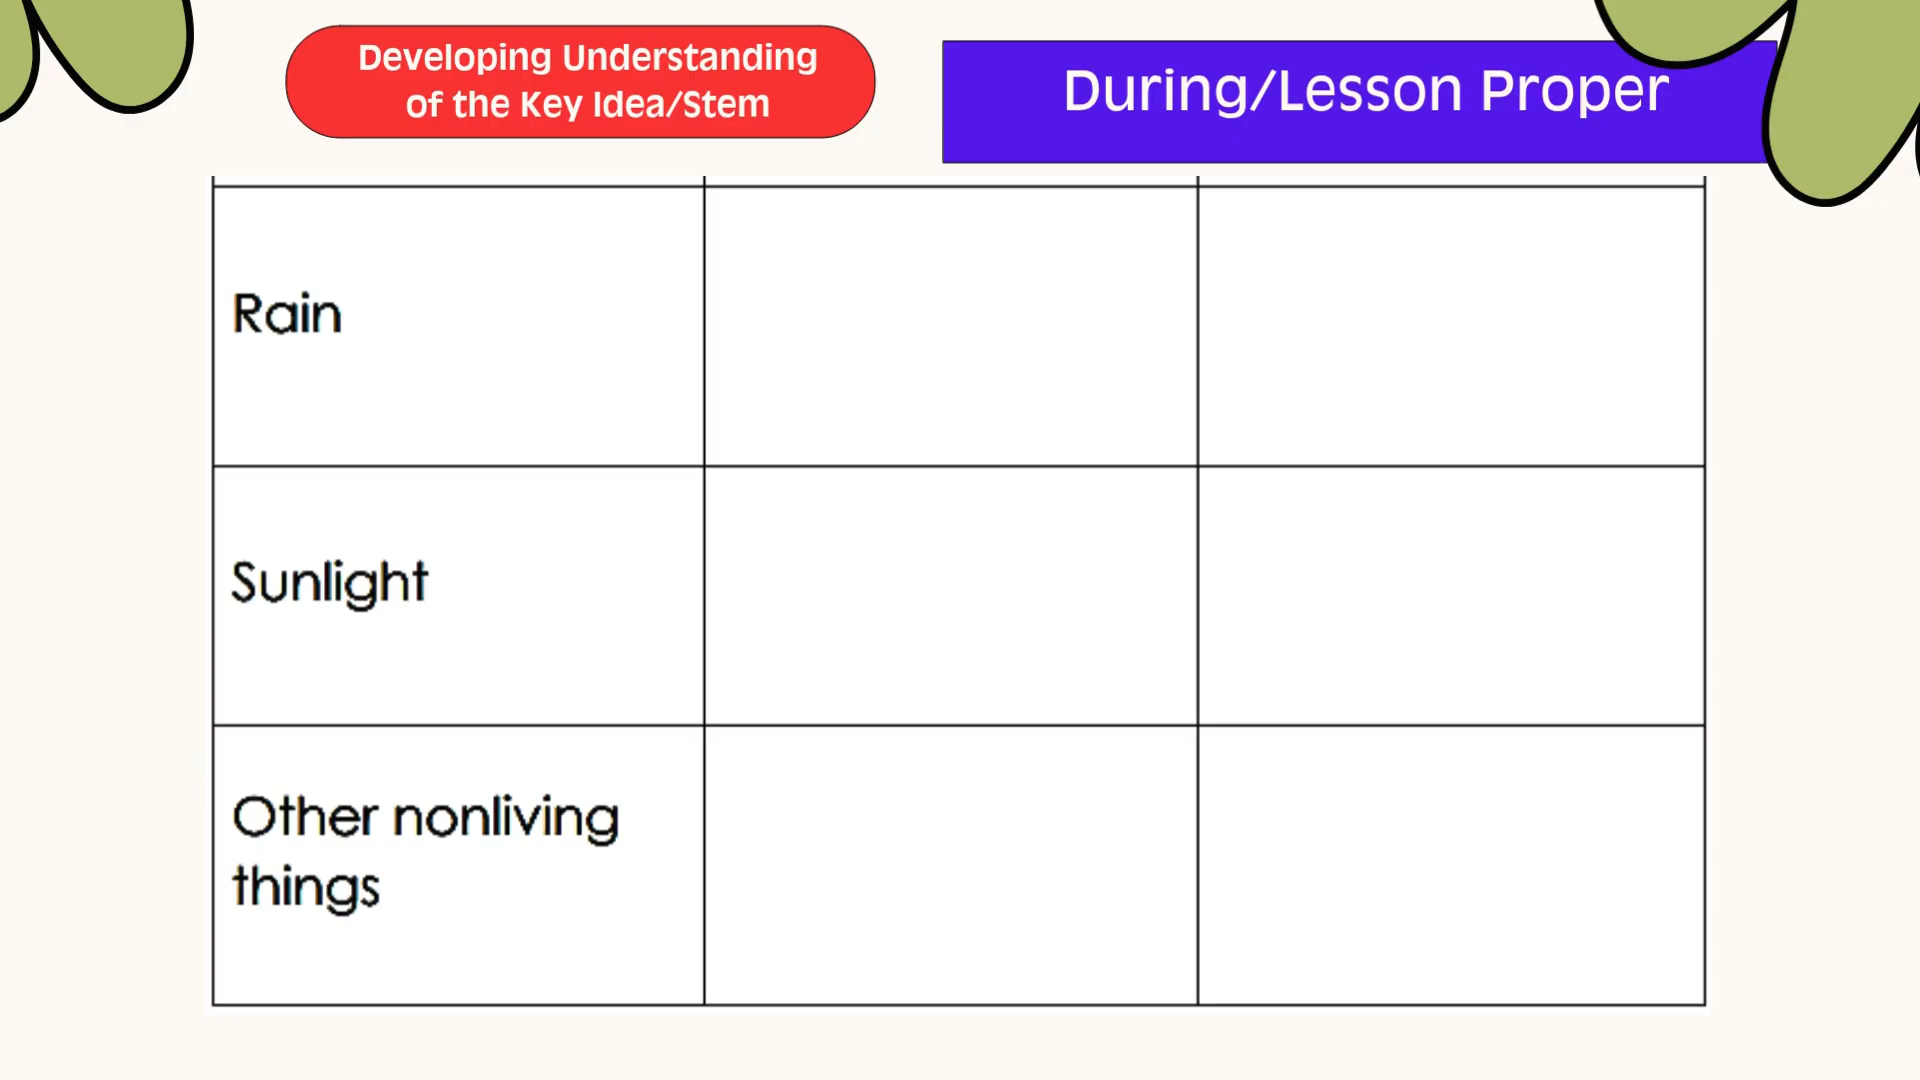 Developing Understanding
of the Key Idea/Stem
During/Lesson Proper
Rain
Sunlight
Other nonliving
things